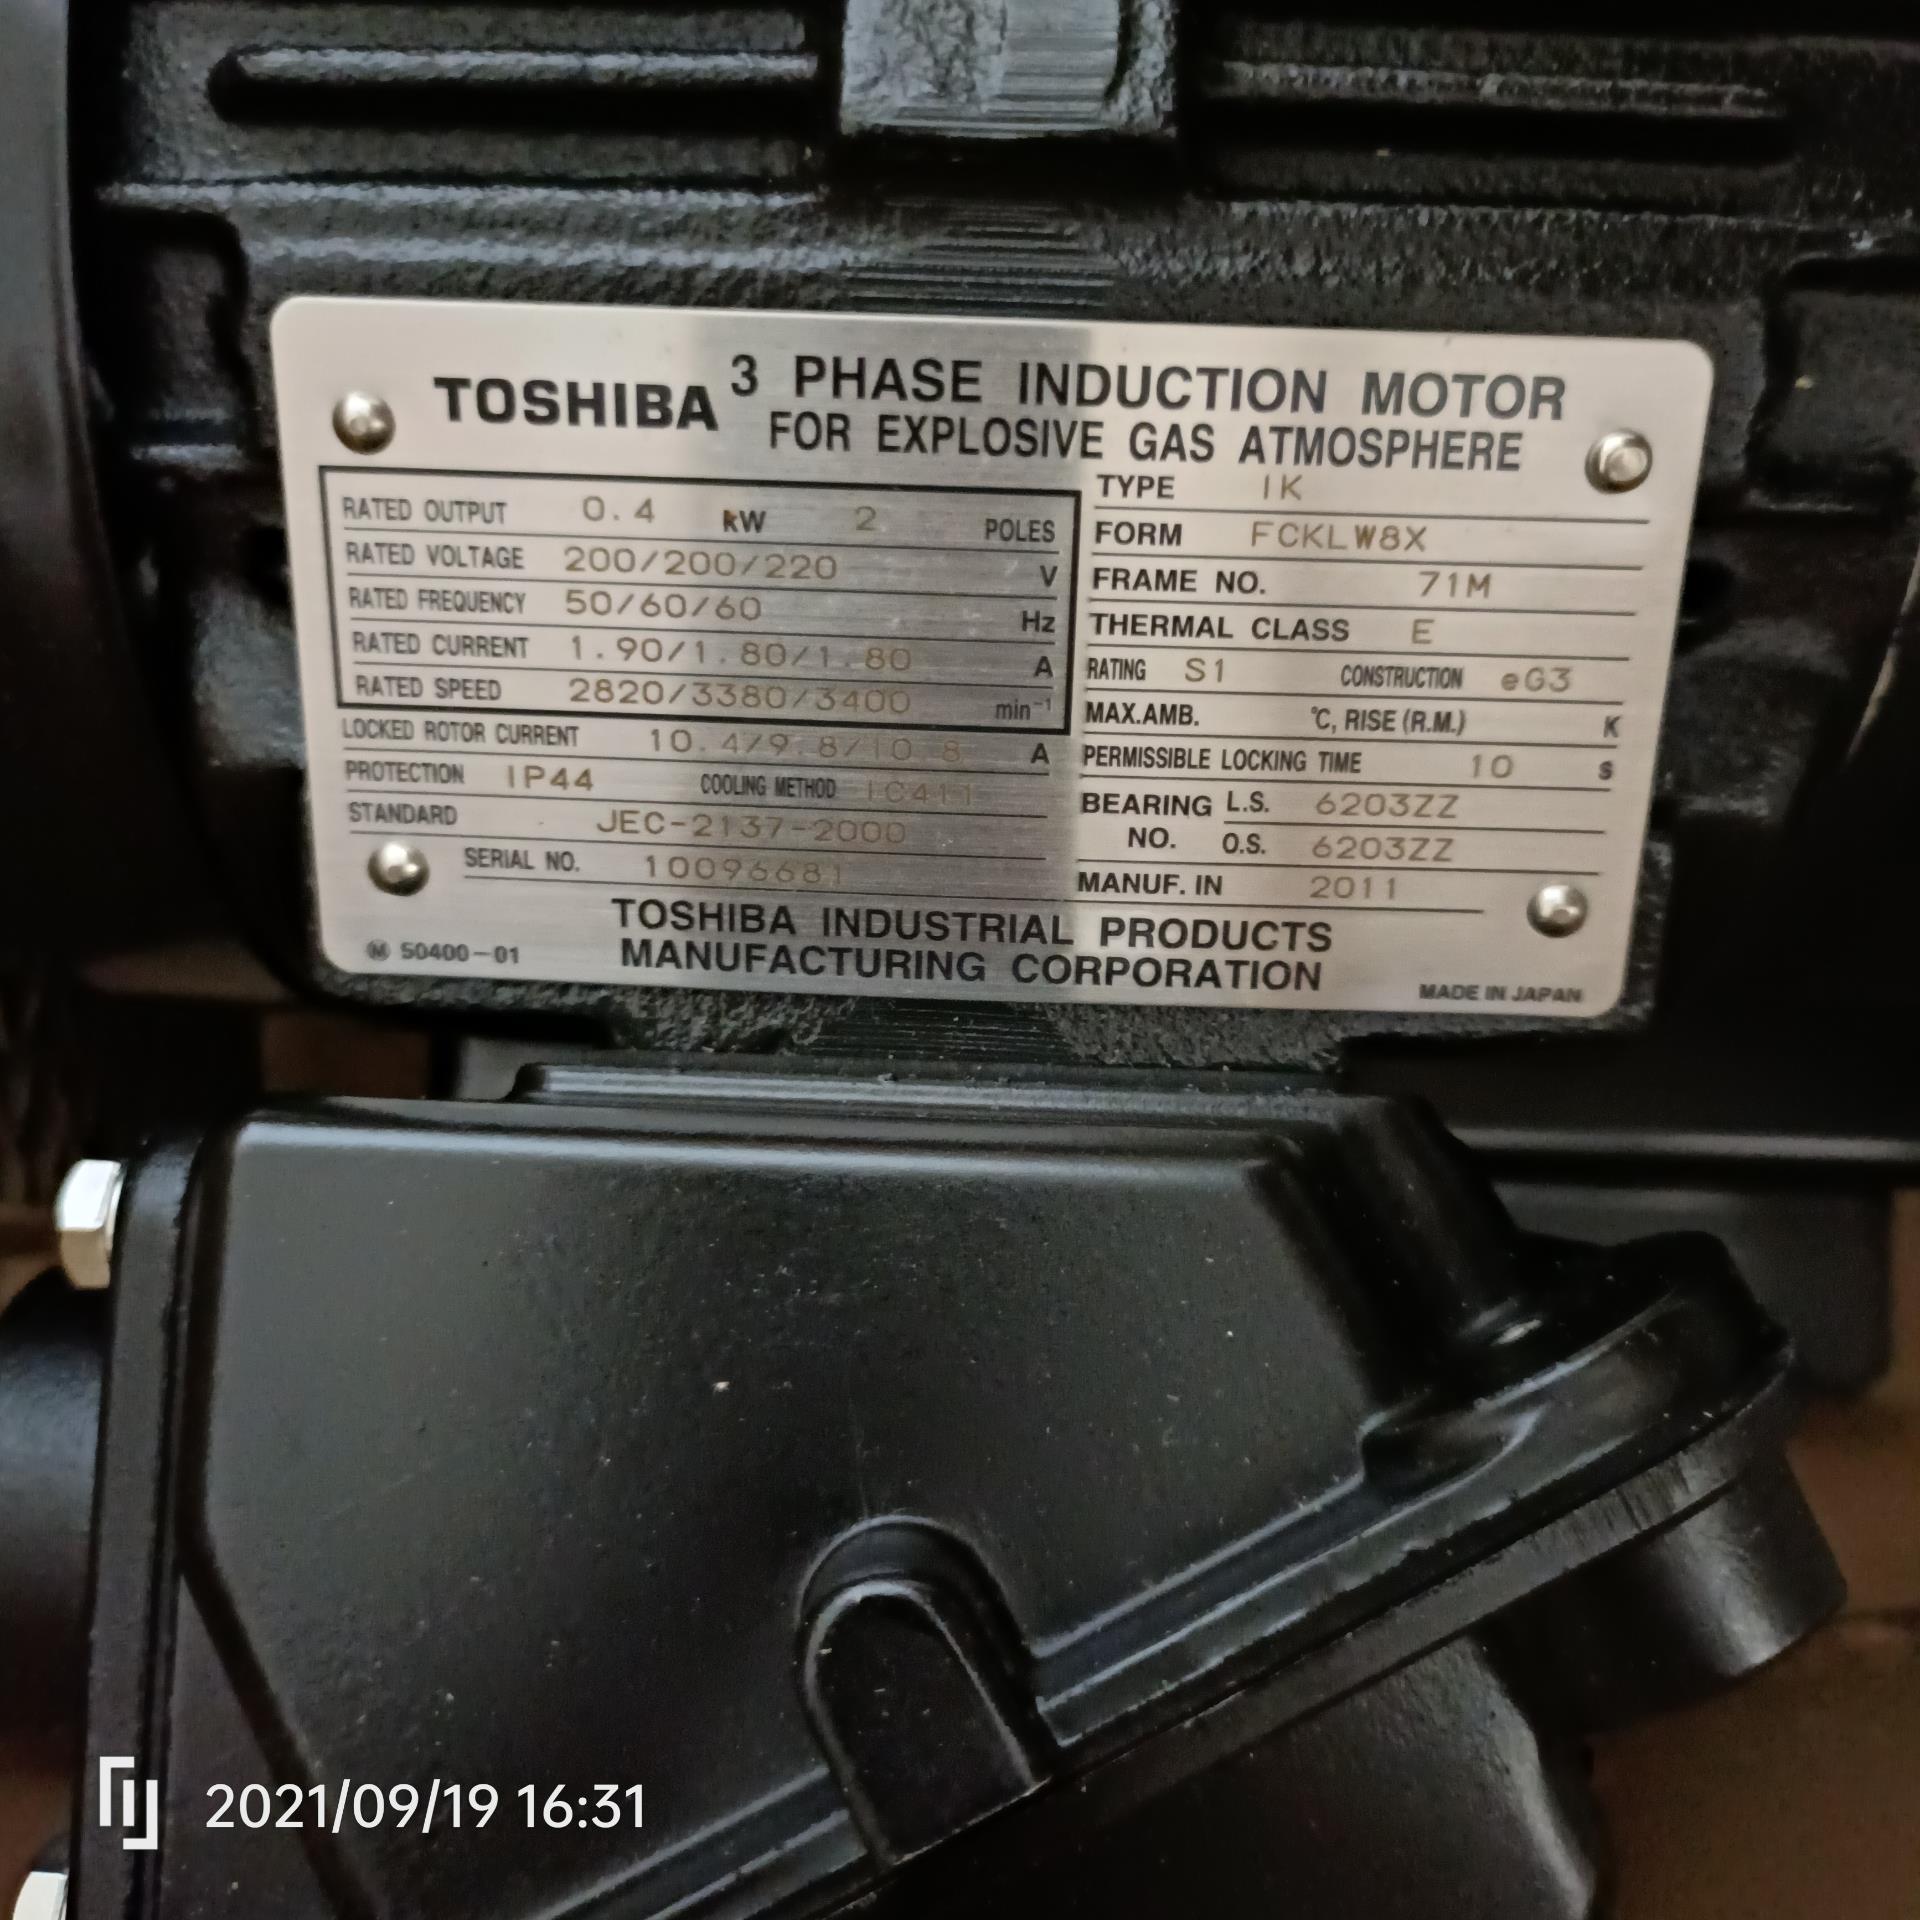 TOSHIBA 3 PHASE INDUCTION MOTOR
FOR EXPLOSIVE GAS ATMOSPHERE
RATED OUTPUT 0.4 kW 2 POLES
RATED VOLTAGE 200/200/220 V
RATED FREQUENCY 50/60/60 Hz
RATED CURRENT 1.90/1.80/1.80 A
RATED SPEED 2820/3380/3400 min⁻¹
LOCKED ROTOR CURRENT 10.4/9.8/10.8 A
PROTECTION IP44 COOLING METHOD IC411
STANDARD JEC-2137-2000
SERIAL NO. 10096681
TYPE IK
FORM FCKLW8X
FRAME NO. 71M
THERMAL CLASS E
RATING S1 CONSTRUCTION eG3
MAX.AMB. °C, RISE (R.M.) K
PERMISSIBLE LOCKING TIME 10 s
BEARING L.S. 6203ZZ
NO. O.S. 6203ZZ
MANUF. IN 2011
TOSHIBA INDUSTRIAL PRODUCTS
MANUFACTURING CORPORATION
Ⓜ 50400-01
MADE IN JAPAN
2021/09/19 16:31